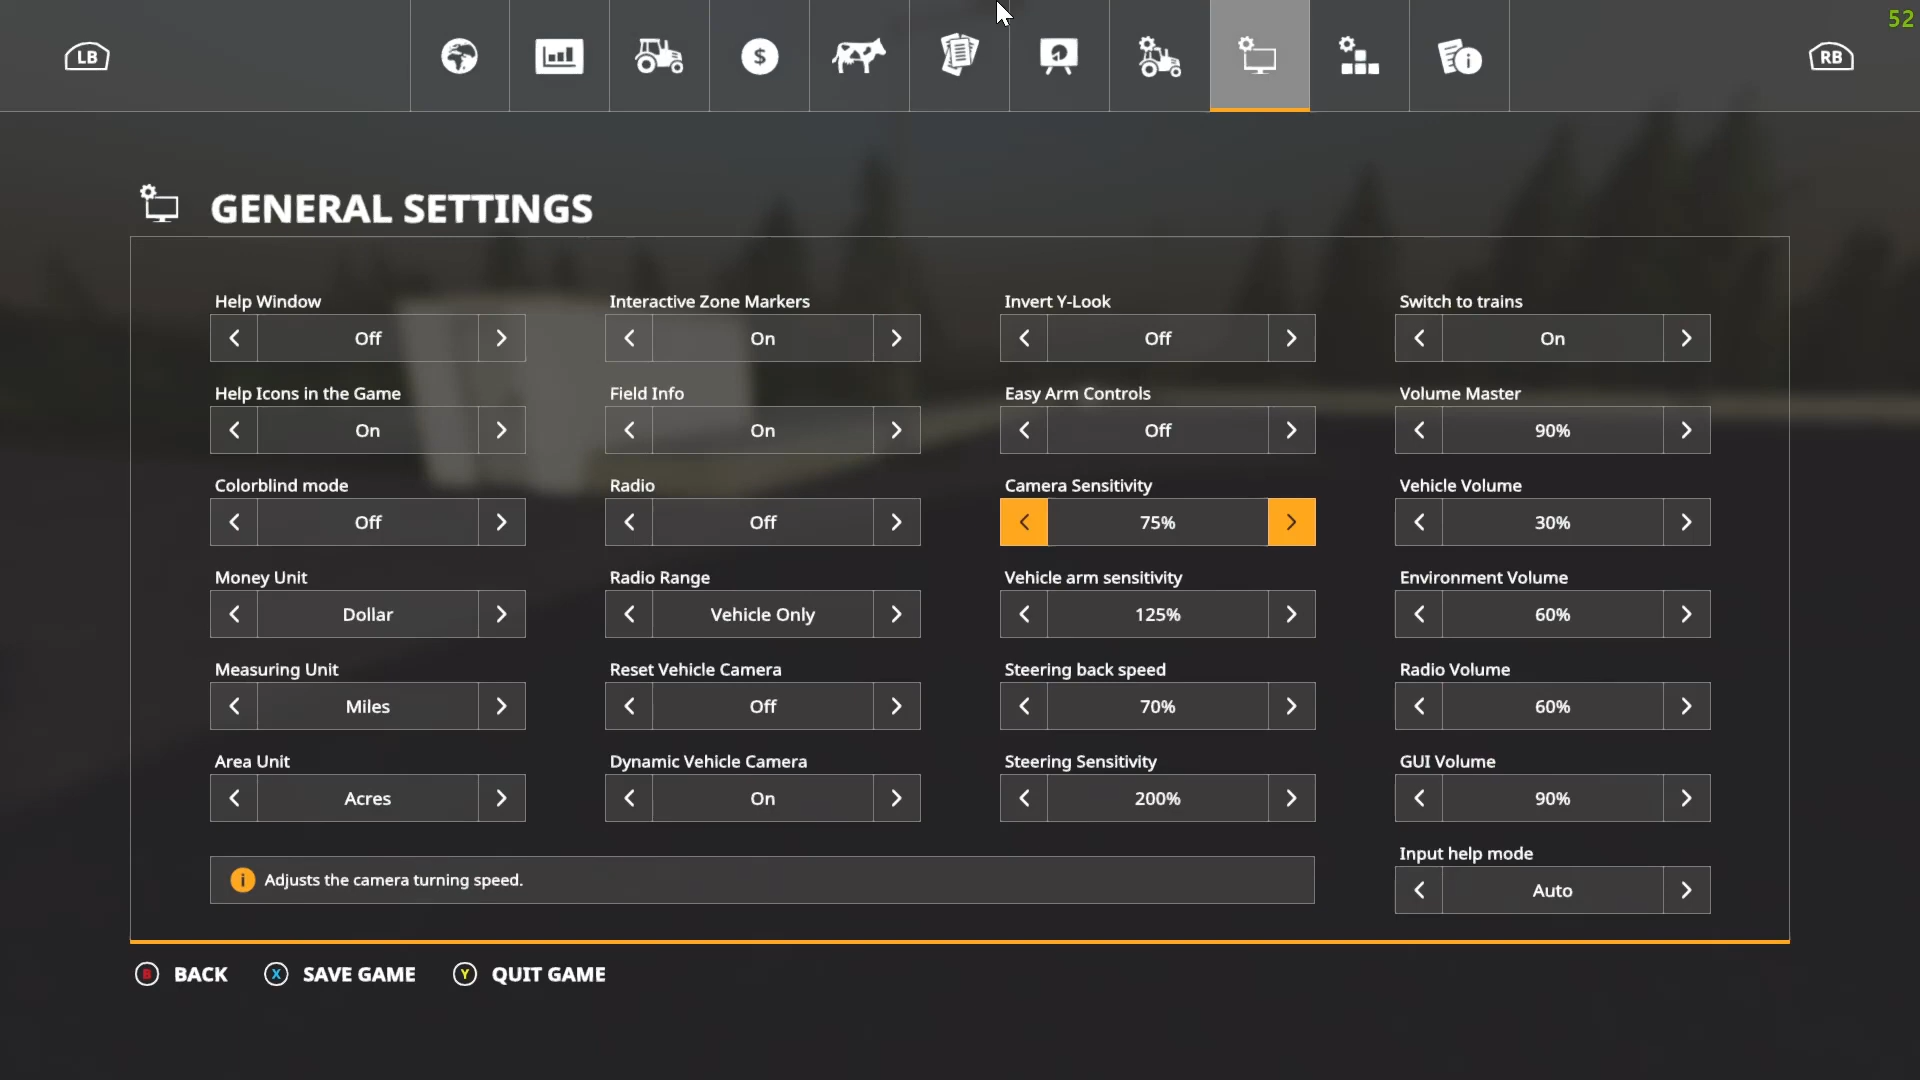 LB
$
RB
52
GENERAL SETTINGS
Help Window
Off
Help Icons in the Game
On
Colorblind mode
Off
Money Unit
Dollar
Measuring Unit
Miles
Area Unit
Acres
Interactive Zone Markers
On
Field Info
On
Radio
Off
Radio Range
Vehicle Only
Reset Vehicle Camera
Off
Dynamic Vehicle Camera
On
Invert Y-Look
Off
Easy Arm Controls
Off
Camera Sensitivity
75%
Vehicle arm sensitivity
125%
Steering back speed
70%
Steering Sensitivity
200%
Switch to trains
On
Volume Master
90%
Vehicle Volume
30%
Environment Volume
60%
Radio Volume
60%
GUI Volume
90%
Input help mode
Auto
i Adjusts the camera turning speed.
B BACK X SAVE GAME Y QUIT GAME